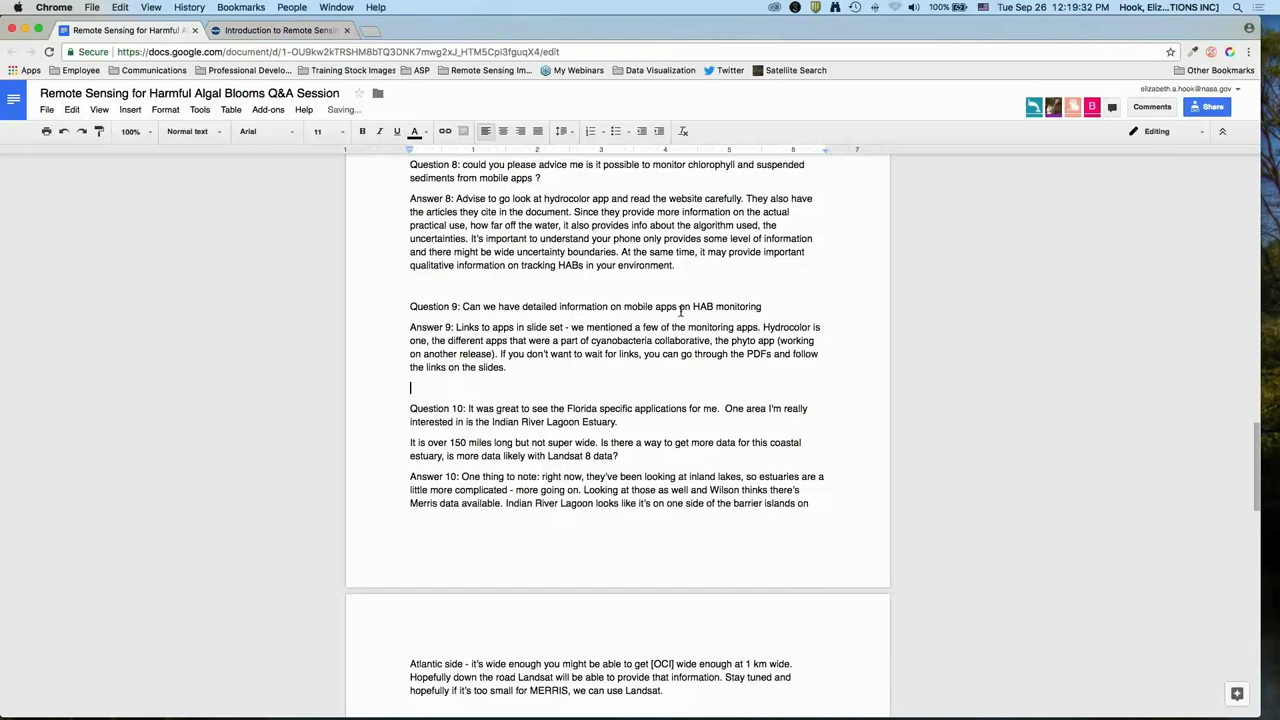 Chrome File Edit View History Bookmarks People Window Help 100% Tue Sep 26 12:19:32 PM Hook, Eliz...TIONS INC]
Remote Sensing for Harmful Al Introduction to Remote Sensing
Secure https://docs.google.com/document/d/1-OU9kw2kTRSHM8bTQ3DNK7mwg2xJ_HTM5Cpl3fguqX4/edit
Apps Employee Communications Professional Develo... Training Stock Images ASP Remote Sensing Im... My Webinars Data Visualization Twitter Satellite Search Other Bookmarks
Remote Sensing for Harmful Algal Blooms Q&A Session elizabeth.a.hook@nasa.gov
File Edit View Insert Format Tools Table Add-ons Help Saving... B Comments Share
100% Normal text Arial 11 B I U A Editing
1 1 2 3 4 5 6 7
Question 8: could you please advice me is it possible to monitor chlorophyll and suspended
sediments from mobile apps ?
Answer 8: Advise to go look at hydrocolor app and read the website carefully. They also have
the articles they cite in the document. Since they provide more information on the actual
practical use, how far off the water, it also provides info about the algorithm used, the
uncertainties. It's important to understand your phone only provides some level of information
and there might be wide uncertainty boundaries. At the same time, it may provide important
qualitative information on tracking HABs in your environment.
Question 9: Can we have detailed information on mobile apps on HAB monitoring
Answer 9: Links to apps in slide set - we mentioned a few of the monitoring apps. Hydrocolor is
one, the different apps that were a part of cyanobacteria collaborative, the phyto app (working
on another release). If you don't want to wait for links, you can go through the PDFs and follow
the links on the slides.
Question 10: It was great to see the Florida specific applications for me. One area I'm really
interested in is the Indian River Lagoon Estuary.
It is over 150 miles long but not super wide. Is there a way to get more data for this coastal
estuary, is more data likely with Landsat 8 data?
Answer 10: One thing to note: right now, they've been looking at inland lakes, so estuaries are a
little more complicated - more going on. Looking at those as well and Wilson thinks there's
Merris data available. Indian River Lagoon looks like it's on one side of the barrier islands on
Atlantic side - it's wide enough you might be able to get [OCI] wide enough at 1 km wide.
Hopefully down the road Landsat will be able to provide that information. Stay tuned and
hopefully if it's too small for MERRIS, we can use Landsat.